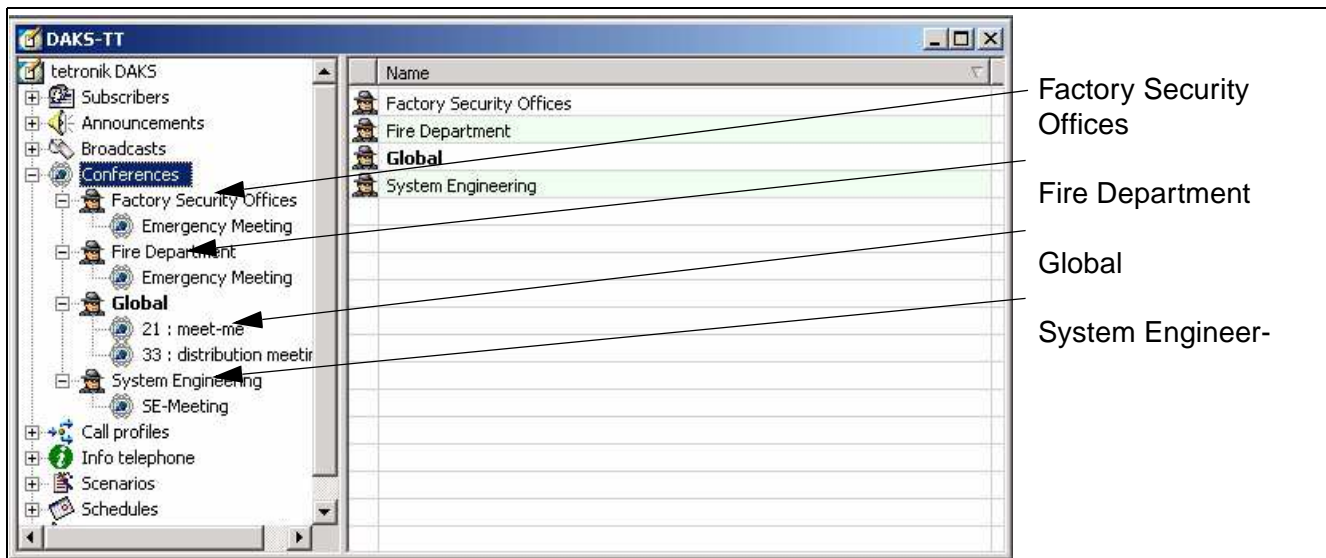 DAKS-TT
tetronik DAKS
Subscribers
Announcements
Broadcasts
Conferences
Factory Security Offices
Emergency Meeting
Fire Department
Emergency Meeting
Global
21 : meet-me
33 : distribution meetin
System Engineering
SE-Meeting
Call profiles
Info telephone
Scenarios
Schedules
Name
Factory Security Offices
Fire Department
Global
System Engineering
Factory Security
Offices
Fire Department
Global
System Engineer-